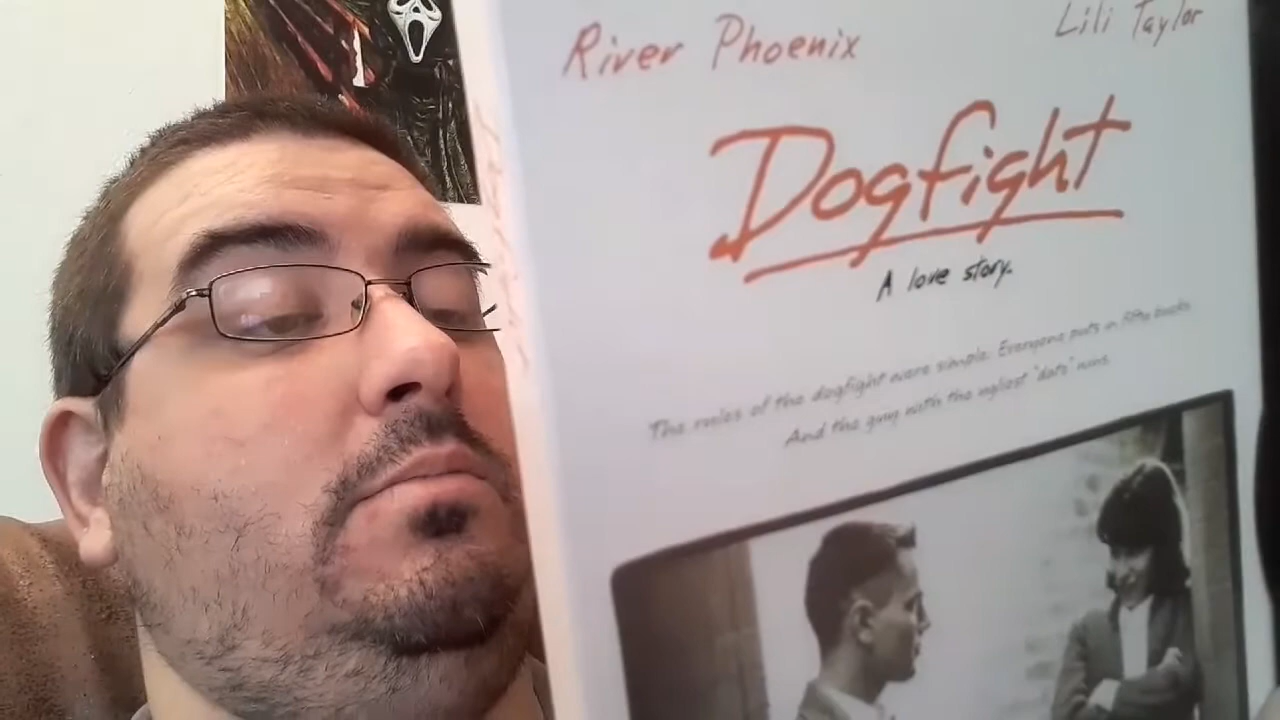 River Phoenix Lili Taylor
Dogfight
A love story.
The rules of the dogfight were simple. Everyone puts in fifty bucks.
And the guy with the ugliest "date" wins.